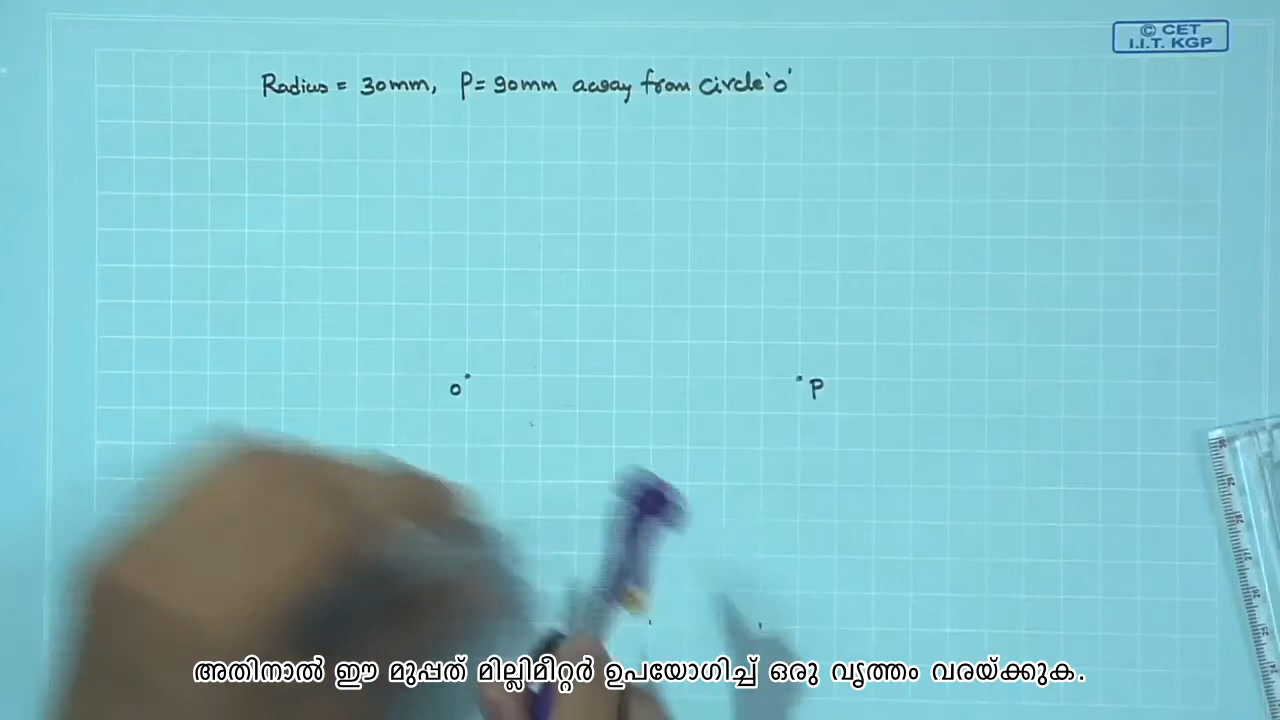 © CET
I.I.T. KGP
Radius = 30mm, P= 90mm away from circle 'o'
o
P
അതിനാൽ ഈ മുപ്പത് മില്ലിമീറ്റർ ഉപയോഗിച്ച് ഒരു വൃത്തം വരയ്ക്കുക.